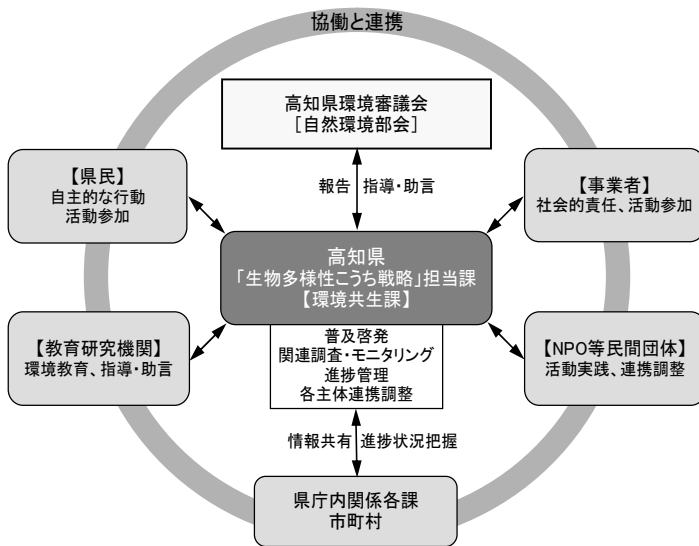 協働と連携
高知県環境審議会
［自然環境部会］
報告 指導・助言
【県民】
自主的な行動
活動参加
【事業者】
社会的責任、活動参加
高知県
「生物多様性こうち戦略」担当課
【環境共生課】
普及啓発
関連調査・モニタリング
進捗管理
各主体連携調整
【教育研究機関】
環境教育、指導・助言
【NPO等民間団体】
活動実践、連携調整
情報共有 進捗状況把握
県庁内関係各課
市町村